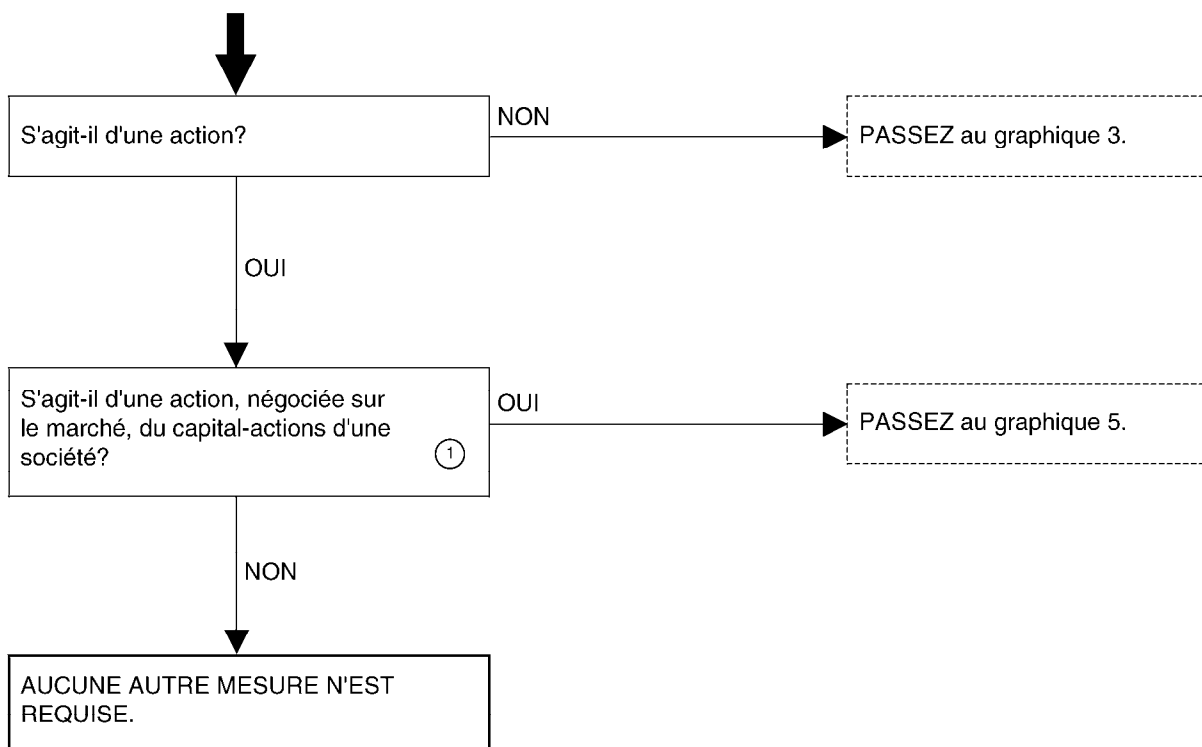 S'agit-il d'une action?
NON
PASSEZ au graphique 3.
OUI
S'agit-il d'une action, négociée sur
le marché, du capital-actions d'une
société?
1
OUI
PASSEZ au graphique 5.
NON
AUCUNE AUTRE MESURE N'EST
REQUISE.